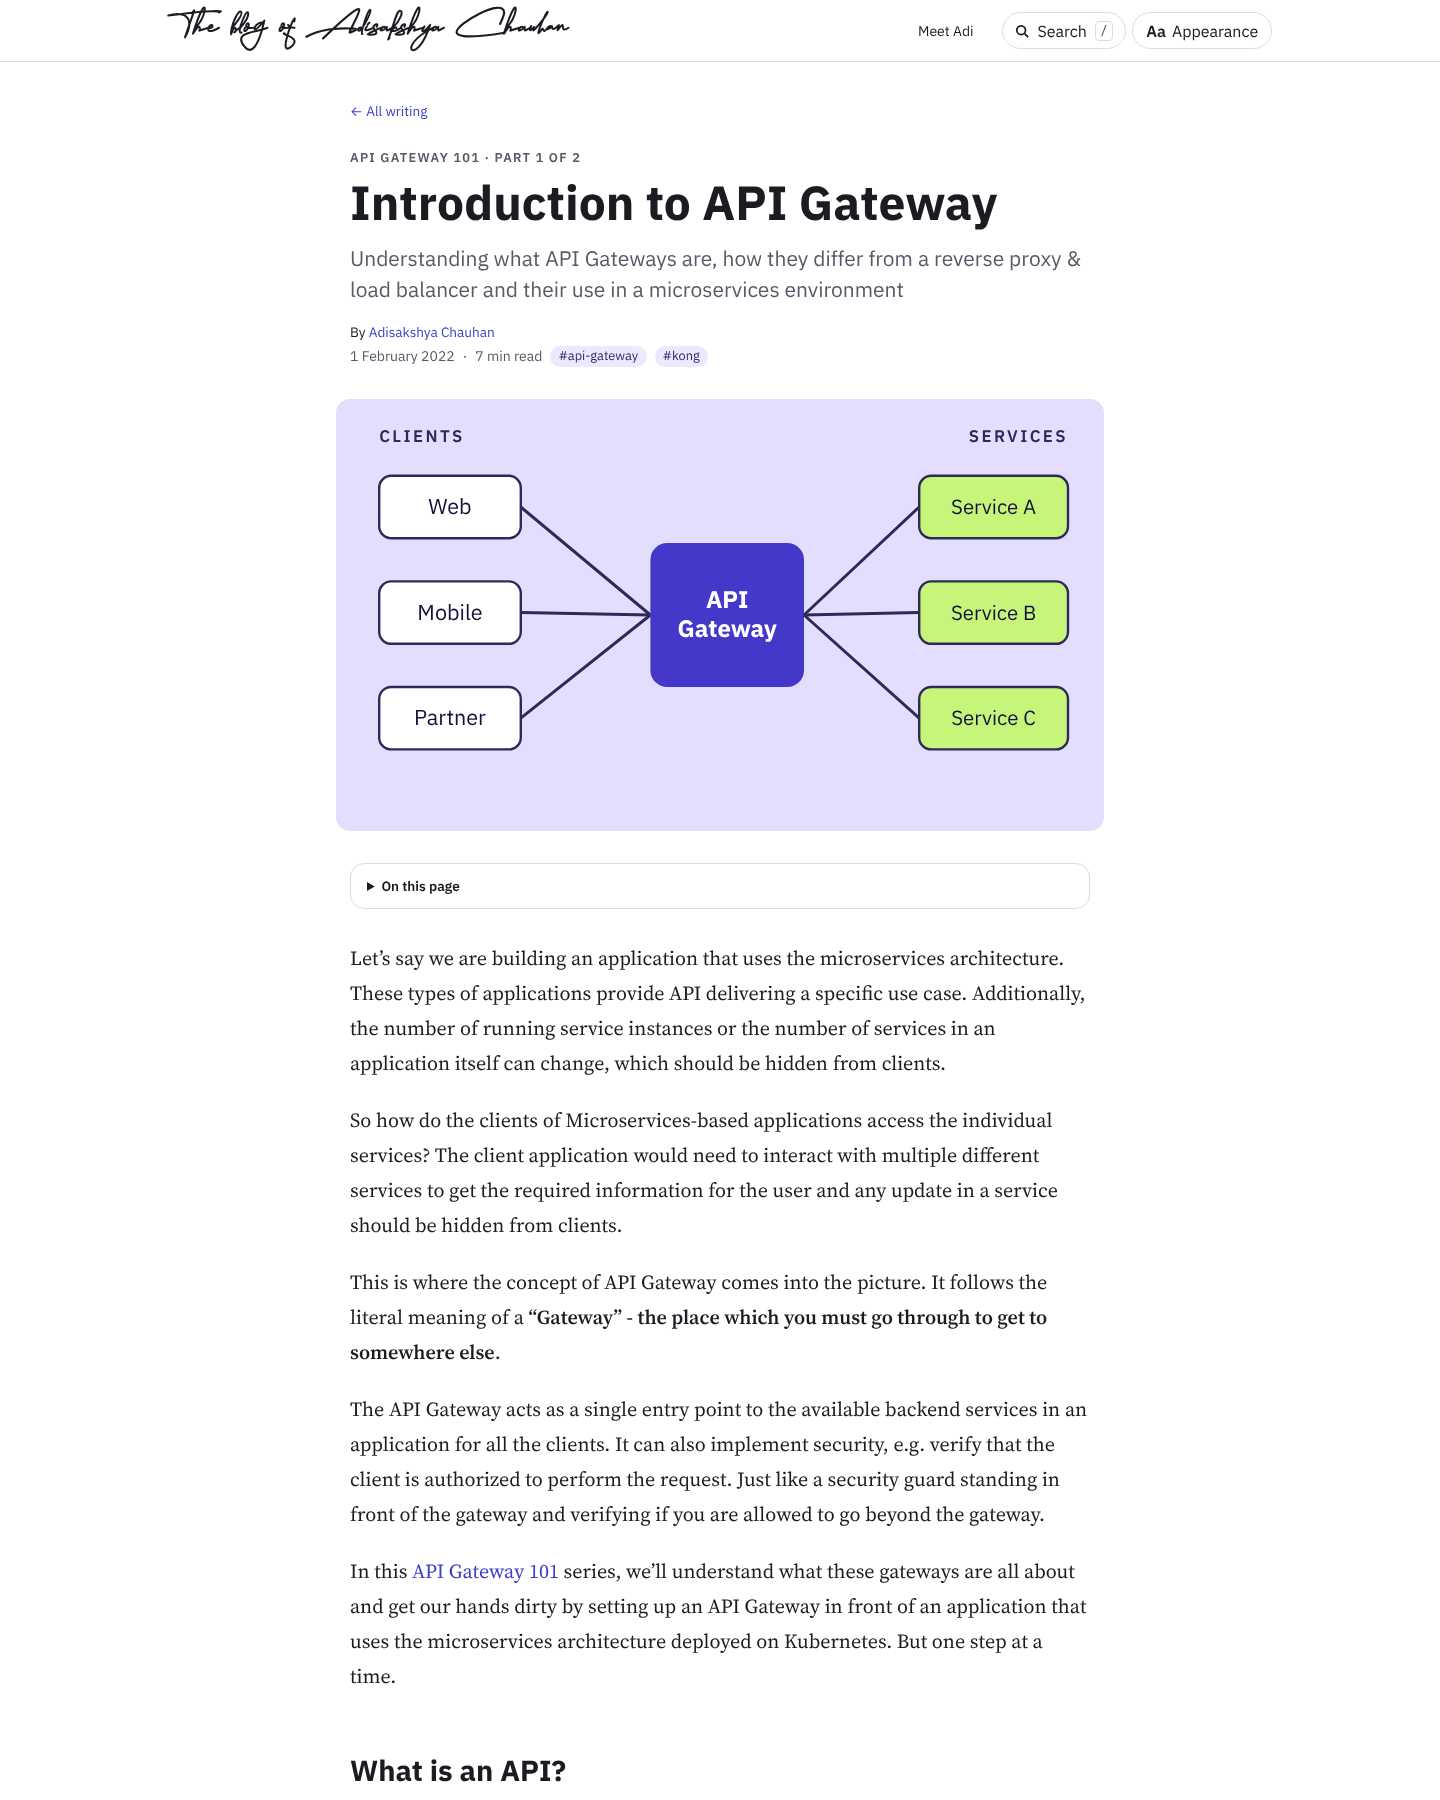 The blog of Adisakshya Chauhan
Meet Adi
Search /
Aa Appearance
← All writing
API GATEWAY 101 · PART 1 OF 2
Introduction to API Gateway
Understanding what API Gateways are, how they differ from a reverse proxy &
load balancer and their use in a microservices environment
By Adisakshya Chauhan
1 February 2022 · 7 min read #api-gateway #kong
CLIENTS
SERVICES
Web
Service A
API
Gateway
Mobile
Service B
Partner
Service C
On this page
Let’s say we are building an application that uses the microservices architecture.
These types of applications provide API delivering a specific use case. Additionally,
the number of running service instances or the number of services in an
application itself can change, which should be hidden from clients.
So how do the clients of Microservices-based applications access the individual
services? The client application would need to interact with multiple different
services to get the required information for the user and any update in a service
should be hidden from clients.
This is where the concept of API Gateway comes into the picture. It follows the
literal meaning of a “Gateway” - the place which you must go through to get to
somewhere else.
The API Gateway acts as a single entry point to the available backend services in an
application for all the clients. It can also implement security, e.g. verify that the
client is authorized to perform the request. Just like a security guard standing in
front of the gateway and verifying if you are allowed to go beyond the gateway.
In this API Gateway 101 series, we’ll understand what these gateways are all about
and get our hands dirty by setting up an API Gateway in front of an application that
uses the microservices architecture deployed on Kubernetes. But one step at a
time.
What is an API?